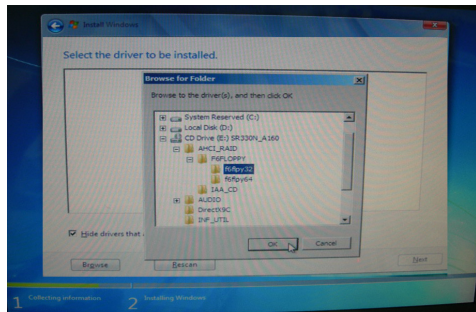 Install Windows
Select the driver to be installed.
Browse for Folder
Browse to the driver(s), and then click OK
System Reserved (C:)
Local Disk (D:)
CD Drive (E:) SR330N_A160
AHCI_RAID
F6FLOPPY
f6flpy32
f6flpy64
IAA_CD
AUDIO
DirectX9C
INF_UTIL
Hide drivers that a
OK
Cancel
Browse
Rescan
Next
1 Collecting information
2 Installing Windows